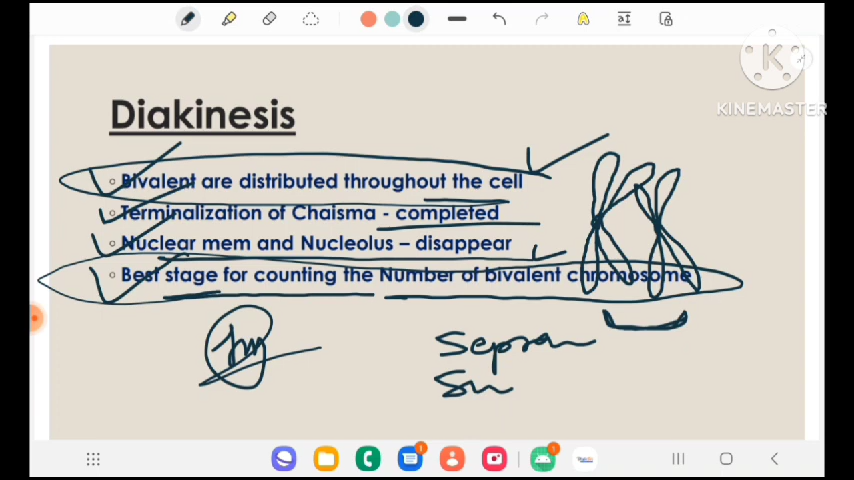 KINEMASTER
Diakinesis
Bivalent are distributed throughout the cell
Terminalization of Chaisma - completed
Nuclear mem and Nucleolus – disappear
Best stage for counting the Number of bivalent chromosome